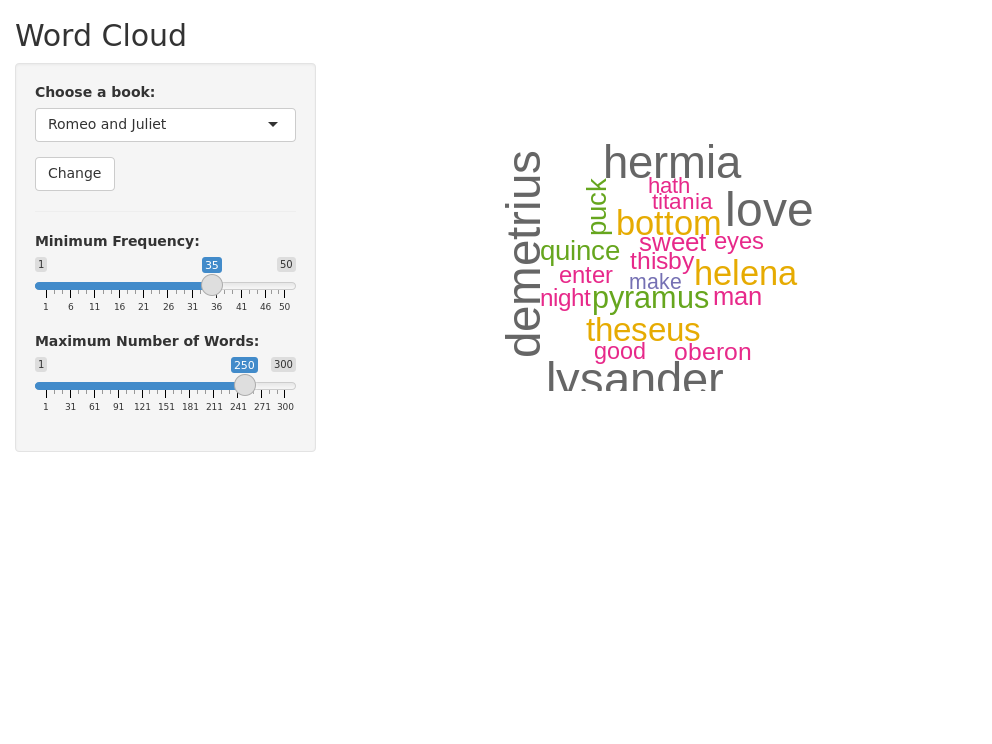 Word Cloud
Choose a book:
Romeo and Juliet
Change
Minimum Frequency:
1 35 50
1 6 11 16 21 26 31 36 41 46 50
Maximum Number of Words:
1 250 300
1 31 61 91 121 151 181 211 241 271 300
demetrius
hermia
puck
hath
titania
love
bottom
sweet
eyes
quince
thisby
enter
make
helena
night
pyramus
man
theseus
good
oberon
lysander